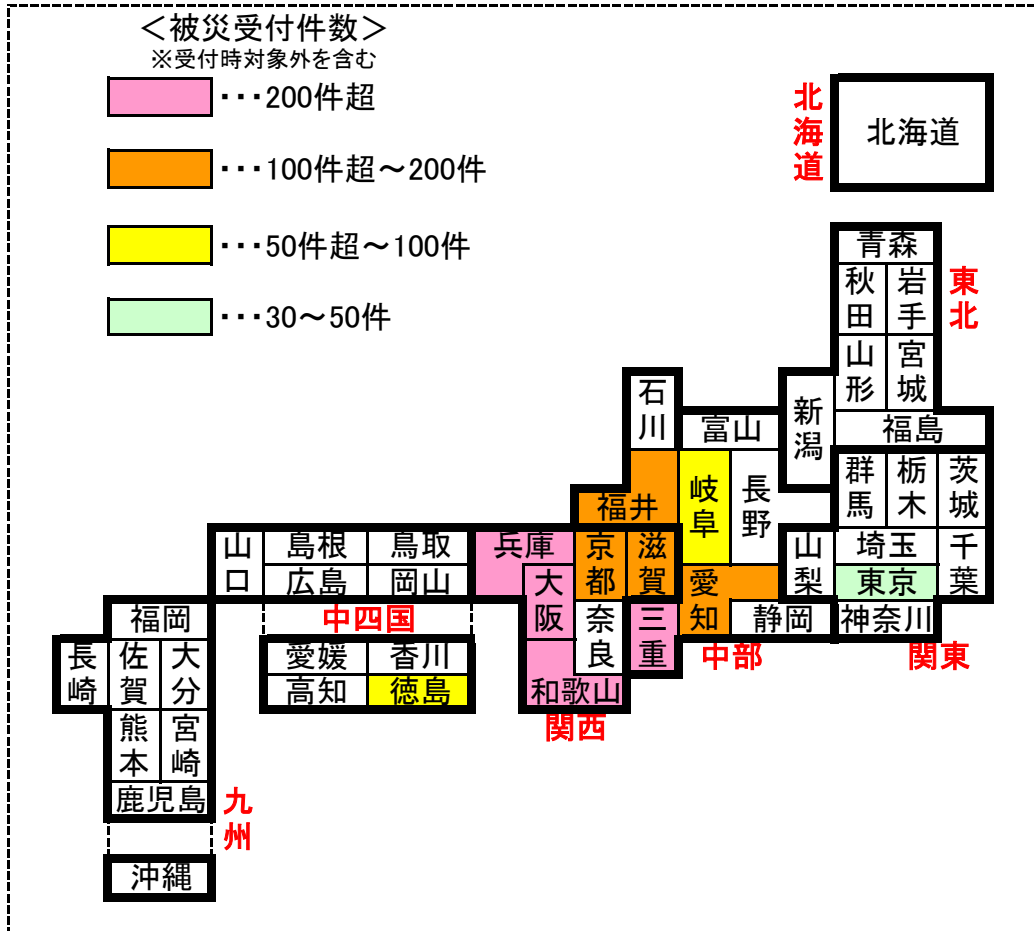 ＜被災受付件数＞
※受付時対象外を含む
･･･200件超
･･･100件超～200件
･･･50件超～100件
･･･30～50件
北海道
北海道
青森
秋田
岩手
東北
山形
宮城
石川
新潟
富山
福島
群馬
栃木
茨城
岐阜
長野
福井
山口
島根
鳥取
兵庫
京都
滋賀
山梨
埼玉
千葉
広島
岡山
大阪
愛知
東京
福岡
中四国
奈良
三重
静岡
神奈川
長崎
佐賀
大分
愛媛
香川
中部
関東
高知
徳島
和歌山
関西
熊本
宮崎
鹿児島
九州
沖縄